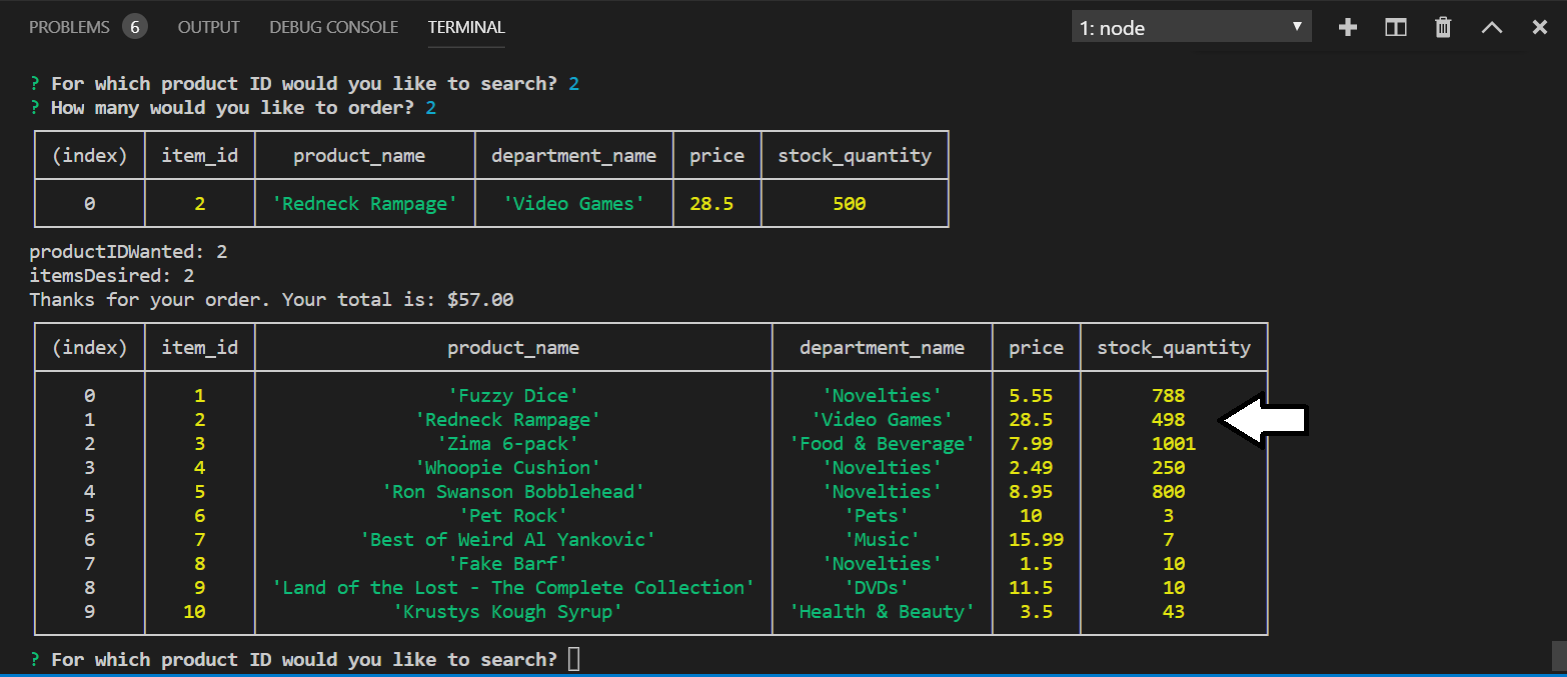 PROBLEMS 6 OUTPUT DEBUG CONSOLE TERMINAL 1: node
? For which product ID would you like to search? 2
? How many would you like to order? 2
(index) item_id product_name department_name price stock_quantity
0 2 'Redneck Rampage' 'Video Games' 28.5 500
productIDWanted: 2
itemsDesired: 2
Thanks for your order. Your total is: $57.00
(index) item_id product_name department_name price stock_quantity
0 1 'Fuzzy Dice' 'Novelties' 5.55 788
1 2 'Redneck Rampage' 'Video Games' 28.5 498
2 3 'Zima 6-pack' 'Food & Beverage' 7.99 1001
3 4 'Whoopie Cushion' 'Novelties' 2.49 250
4 5 'Ron Swanson Bobblehead' 'Novelties' 8.95 800
5 6 'Pet Rock' 'Pets' 10 3
6 7 'Best of Weird Al Yankovic' 'Music' 15.99 7
7 8 'Fake Barf' 'Novelties' 1.5 10
8 9 'Land of the Lost - The Complete Collection' 'DVDs' 11.5 10
9 10 'Krustys Kough Syrup' 'Health & Beauty' 3.5 43
? For which product ID would you like to search?